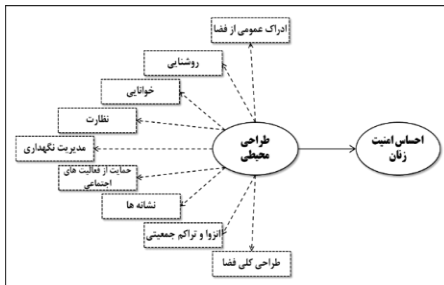 ادراک عمومی از فضا
روشنایی
خوانایی
نظارت
مدیریت نگهداری
حمایت از فعالیت های
اجتماعی
نشانه ها
انزوا و تراکم جمعیتی
طراحی کلی فضا
طراحی
محیطی
احساس امنیت
زنان